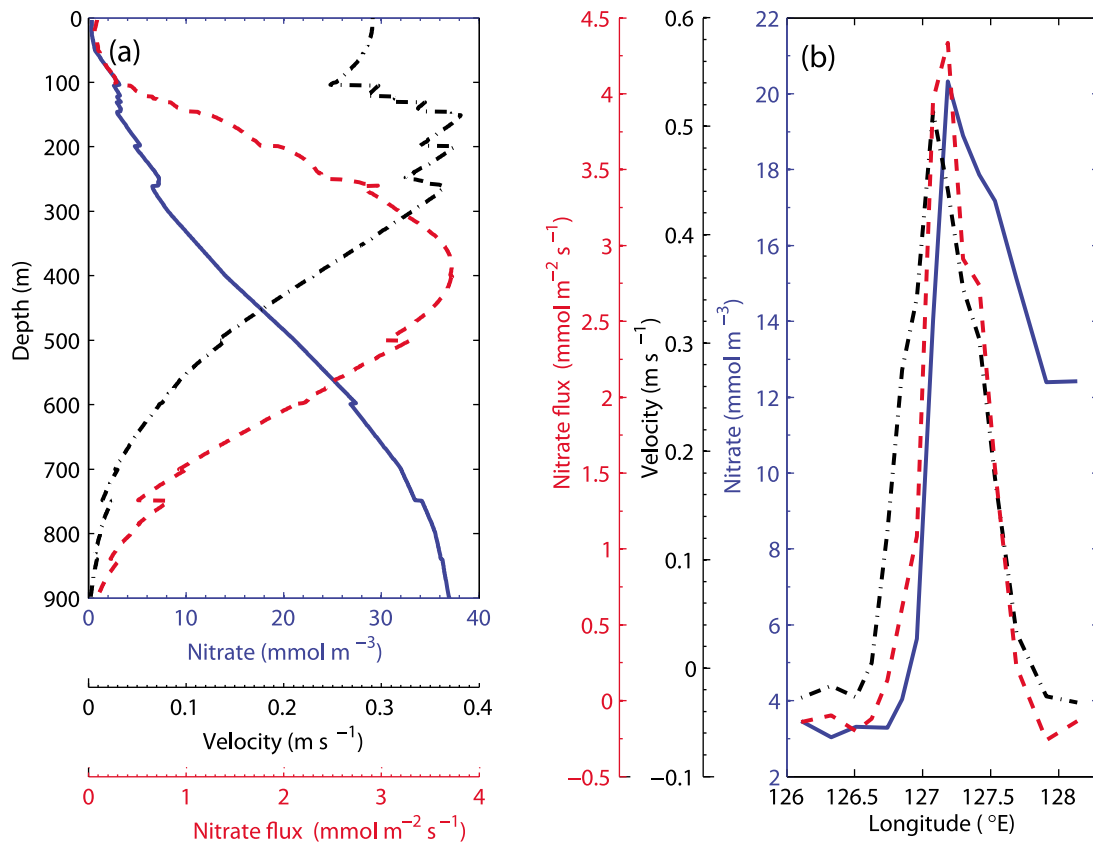 (a)
Depth (m)
0
100
200
300
400
500
600
700
800
900
0 10 20 30 40
Nitrate (mmol m −3)
0 0.1 0.2 0.3 0.4
Velocity (m s −1)
0 1 2 3 4
Nitrate flux (mmol m−2 s−1)
(b)
Nitrate flux (mmol m−2 s−1)
4.5
4
3.5
3
2.5
2
1.5
1
0.5
0
−0.5
Velocity (m s−1)
0.6
0.5
0.4
0.3
0.2
0.1
0
−0.1
Nitrate (mmol m−3)
22
20
18
16
14
12
10
8
6
4
2
126 126.5 127 127.5 128
Longitude ( °E)